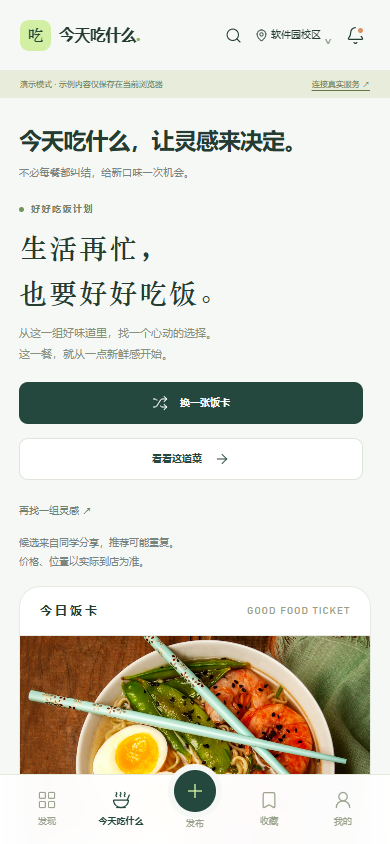 吃 今天吃什么. 软件园校区
演示模式 · 示例内容仅保存在当前浏览器 连接真实服务 ↗
今天吃什么，让灵感来决定。
不必每餐都纠结，给新口味一次机会。
好好吃饭计划
生活再忙，
也要好好吃饭。
从这一组好味道里，找一个心动的选择。
这一餐，就从一点新鲜感开始。
换一张饭卡
看看这道菜 →
再找一组灵感 ↗
候选来自同学分享，推荐可能重复。
价格、位置以实际到店为准。
今日饭卡 GOOD FOOD TICKET
发现 今天吃什么 发布 收藏 我的